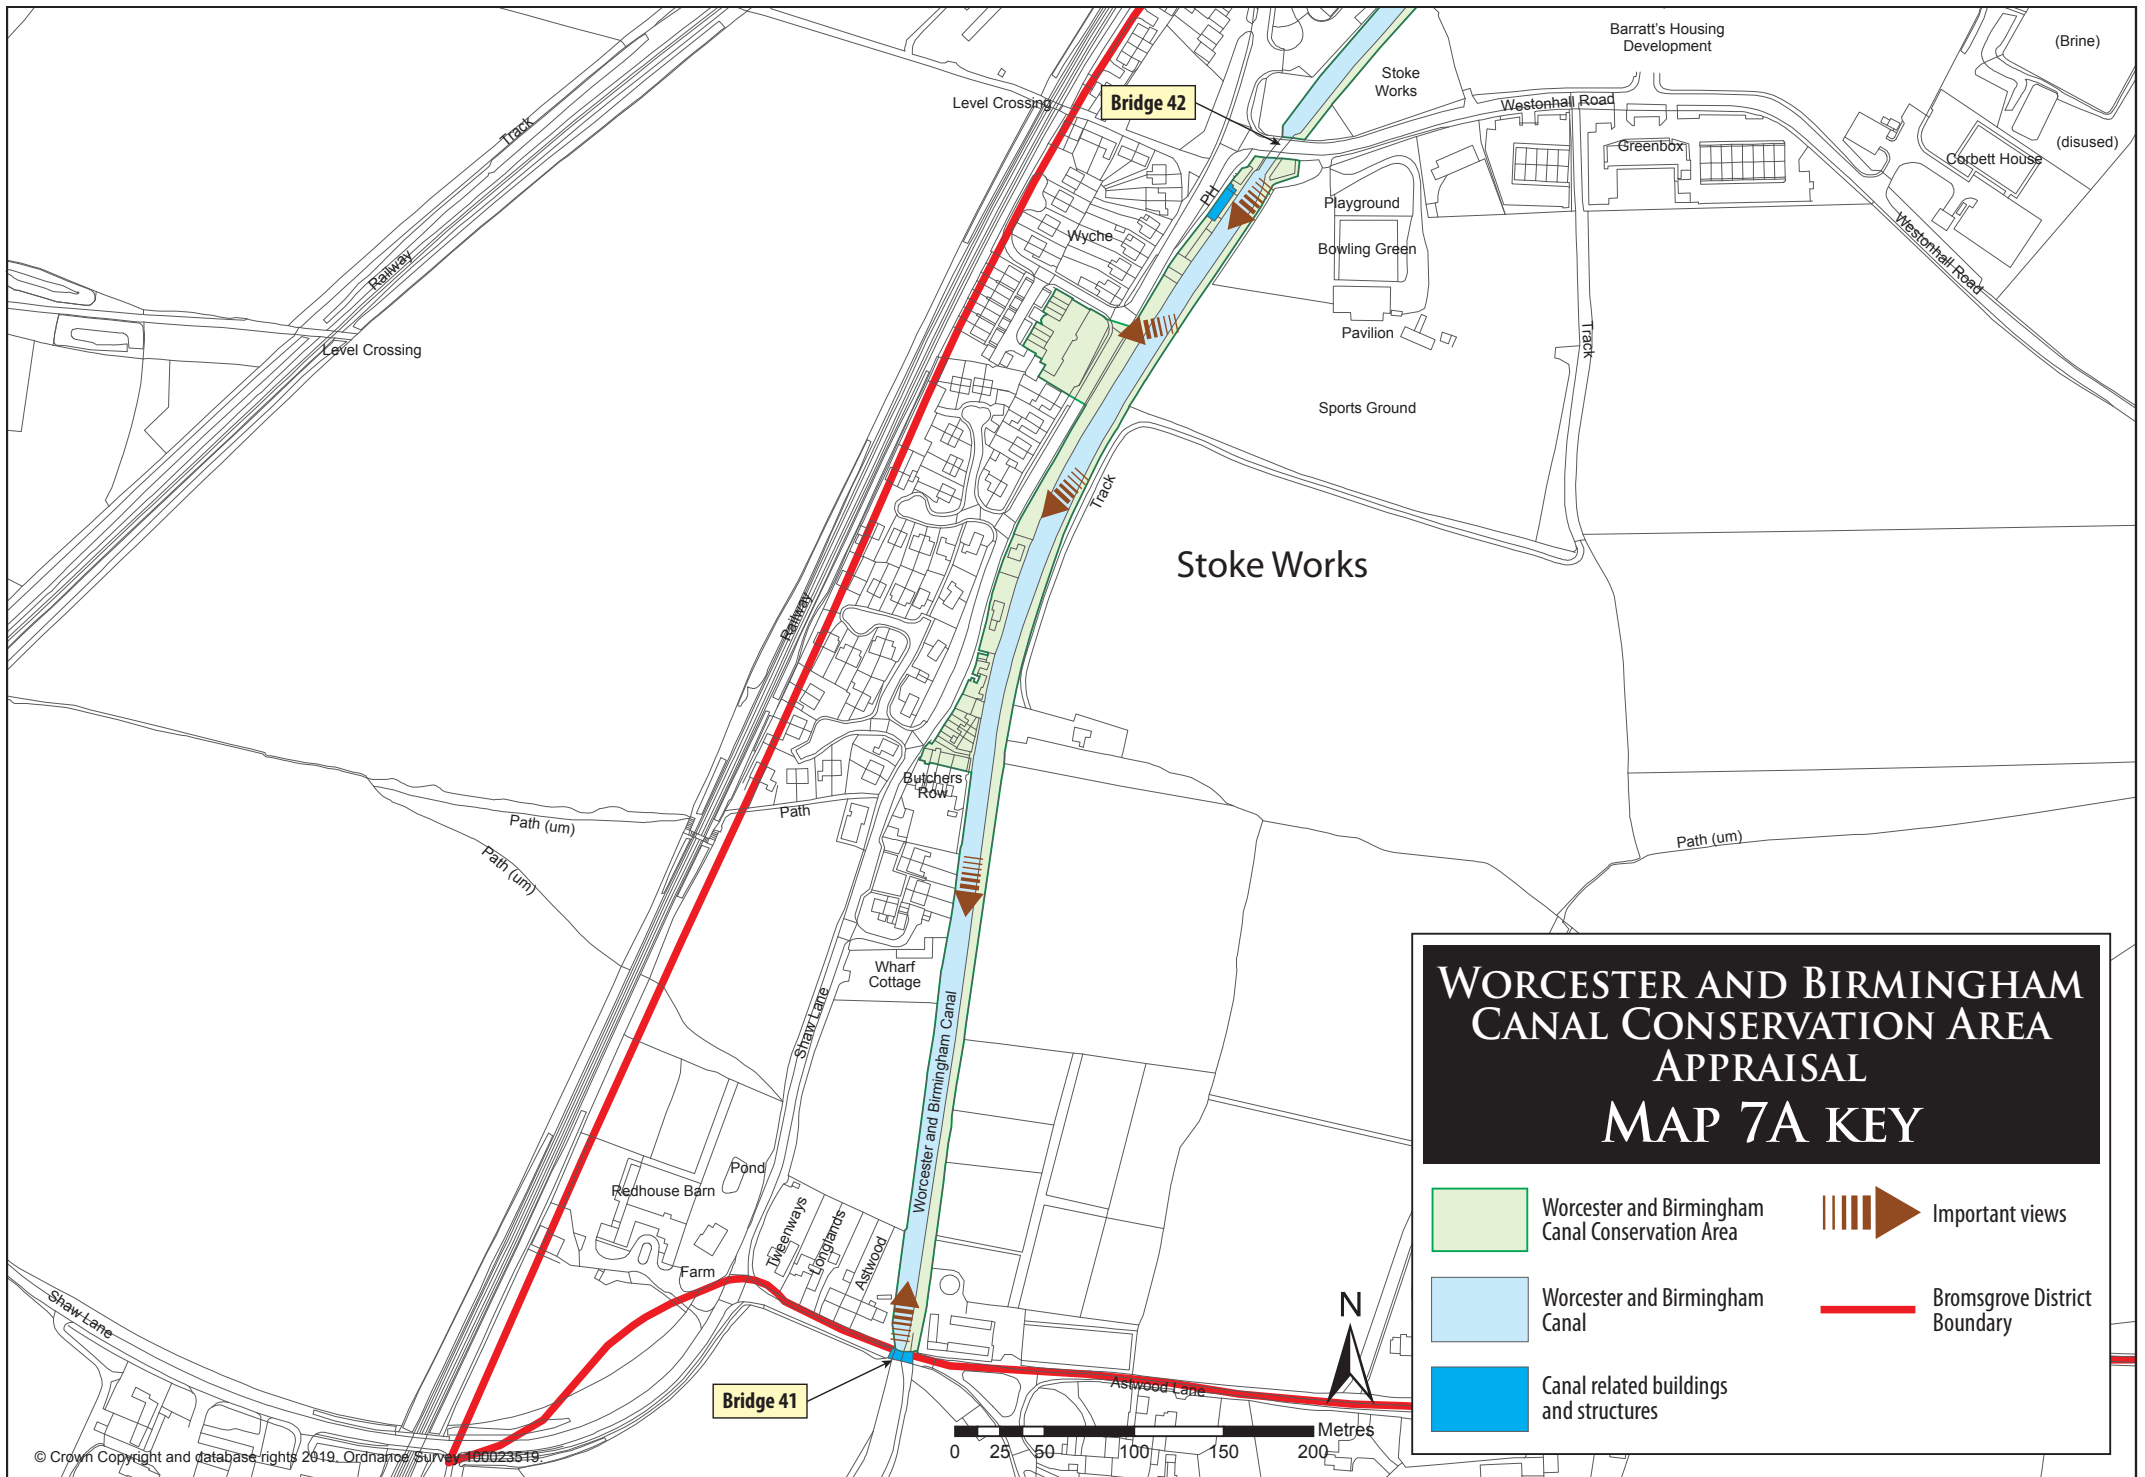 Barratt's Housing
Development
(Brine)
Stoke
Works
Level Crossing
Bridge 42
Westonhall Road
Track
(disused)
Greenbox
Corbett House
PH
Playground
Wyche
Bowling Green
Westonhall Road
Railway
Pavilion
Track
Level Crossing
Sports Ground
Track
Stoke Works
Railway
Butchers
Row
Path
Path (um)
Path (um)
Path (um)
Wharf
Cottage
Shaw Lane
Worcester and Birmingham Canal
Pond
Redhouse Barn
Tweenways
Longlands
Astwood
Farm
Shaw Lane
Bridge 41
Astwood Lane
N
Metres
0 25 50 100 150 200
© Crown Copyright and database rights 2019. Ordnance Survey 100023519.
WORCESTER AND BIRMINGHAM
CANAL CONSERVATION AREA
APPRAISAL
MAP 7A KEY
Worcester and Birmingham
Canal Conservation Area
Important views
Worcester and Birmingham
Canal
Bromsgrove District
Boundary
Canal related buildings
and structures